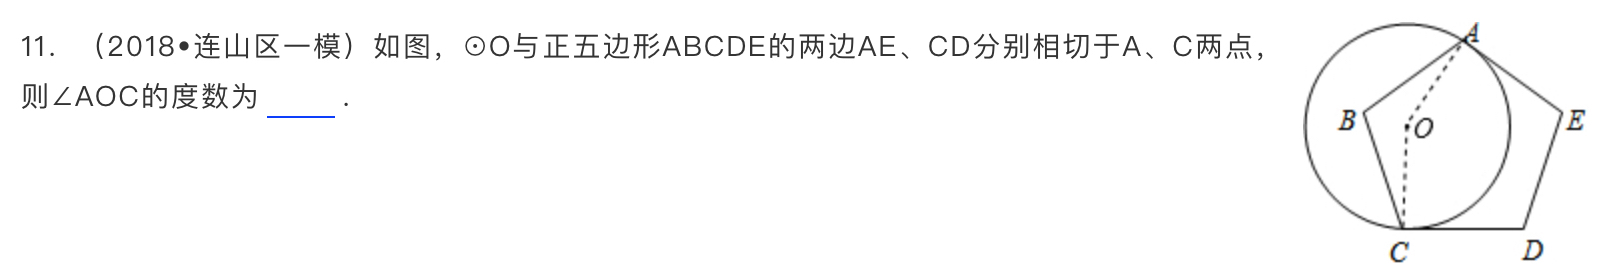 11. （2018•连山区一模）如图，⊙O与正五边形ABCDE的两边AE、CD分别相切于A、C两点，
则∠AOC的度数为 ____ .
A
B
O
E
C
D